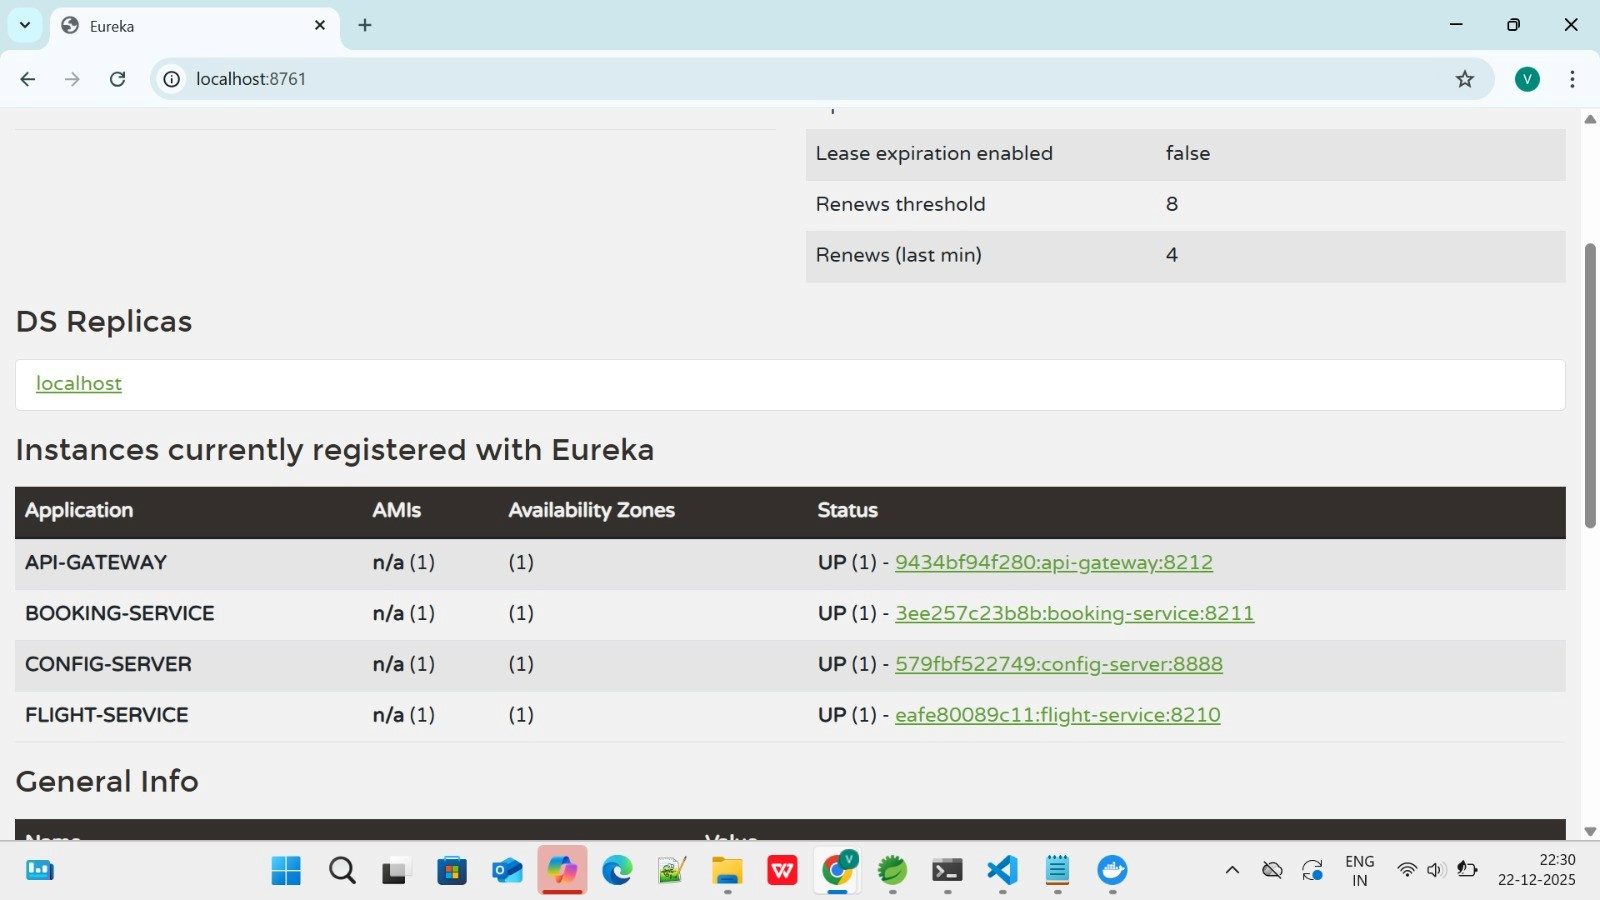 Eureka
localhost:8761
Lease expiration enabled false
Renews threshold 8
Renews (last min) 4
DS Replicas
localhost
Instances currently registered with Eureka
Application AMIs Availability Zones Status
API-GATEWAY n/a (1) (1) UP (1) - 9434bf94f280:api-gateway:8212
BOOKING-SERVICE n/a (1) (1) UP (1) - 3ee257c23b8b:booking-service:8211
CONFIG-SERVER n/a (1) (1) UP (1) - 579fbf522749:config-server:8888
FLIGHT-SERVICE n/a (1) (1) UP (1) - eafe80089c11:flight-service:8210
General Info
Name Value
V
V
W
ENG
IN
22:30
22-12-2025